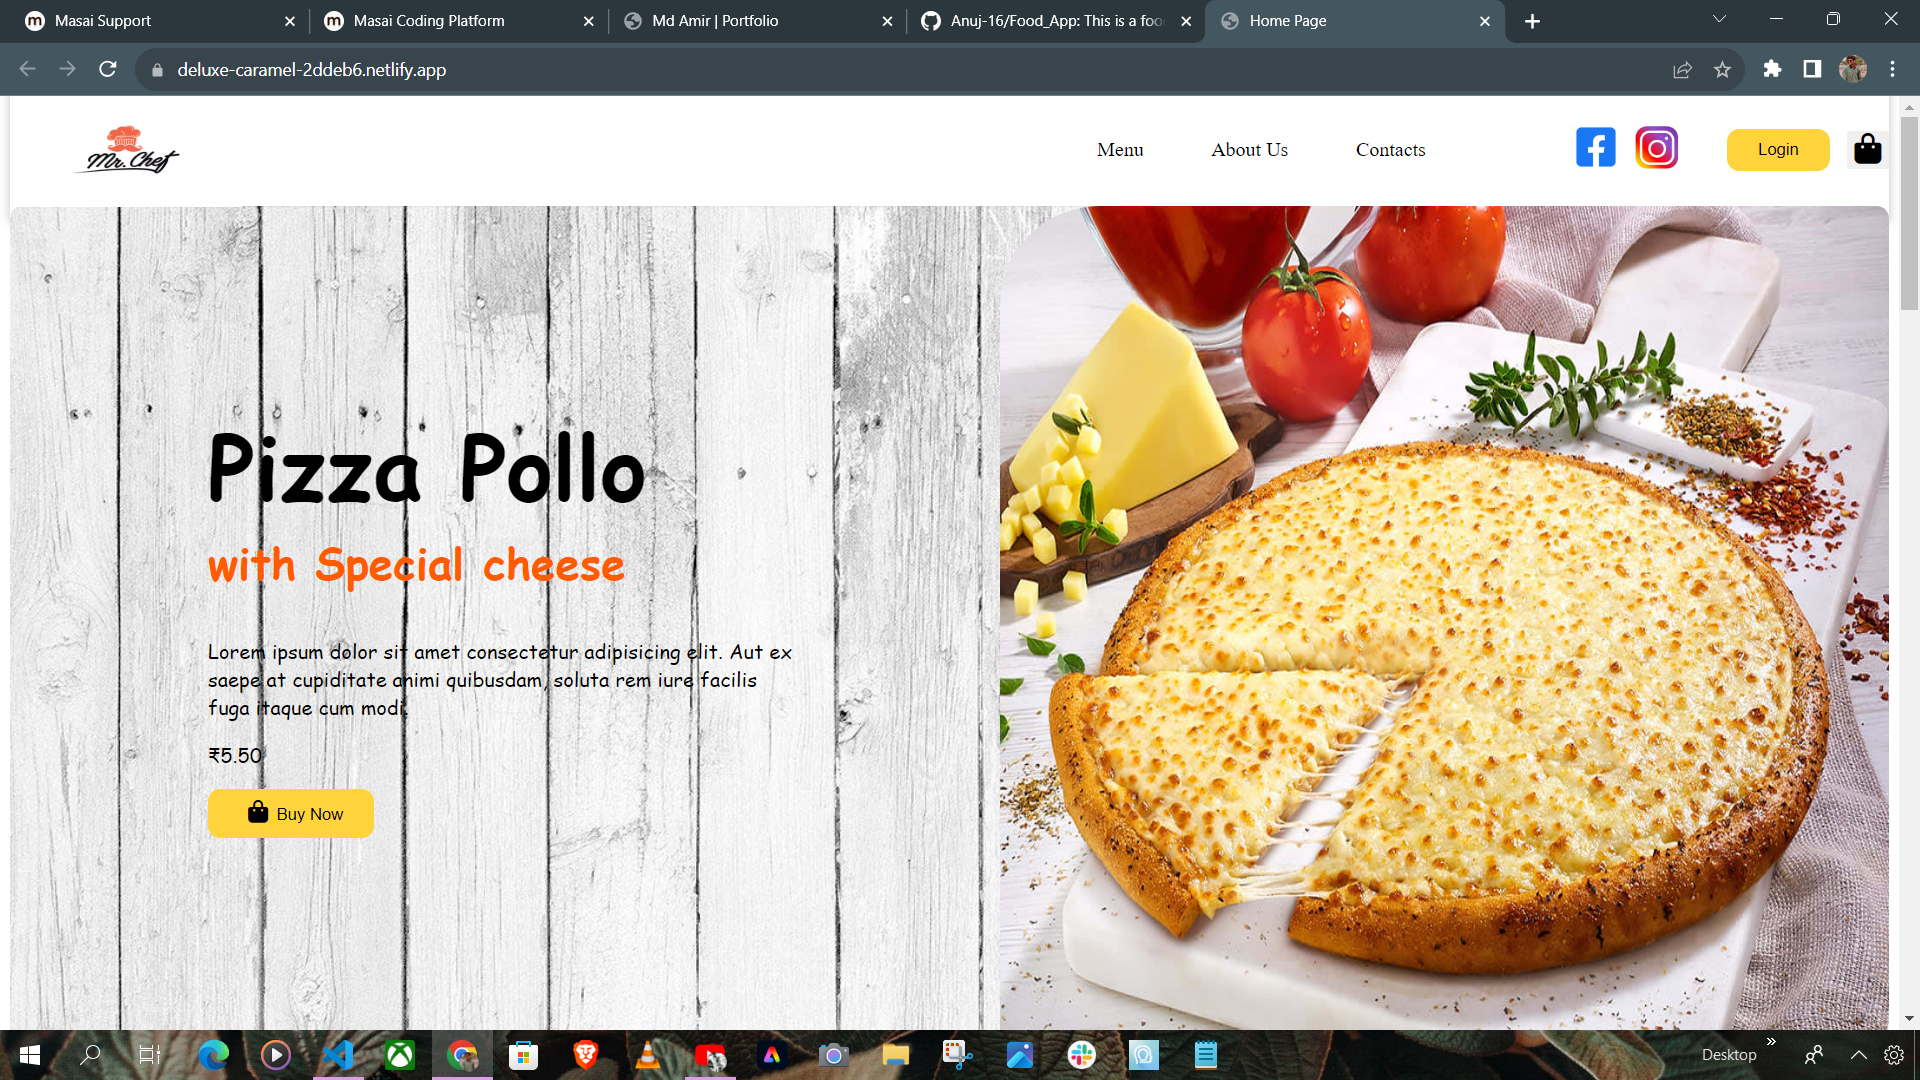 Masai Support
Masai Coding Platform
Md Amir | Portfolio
Anuj-16/Food_App: This is a foo
Home Page
deluxe-caramel-2ddeb6.netlify.app
Mr. Chef
Menu
About Us
Contacts
Login
Pizza Pollo
with Special cheese
Lorem ipsum dolor sit amet consectetur adipisicing elit. Aut ex
saepe at cupiditate animi quibusdam, soluta rem iure facilis
fuga itaque cum modi.
₹5.50
Buy Now
Desktop